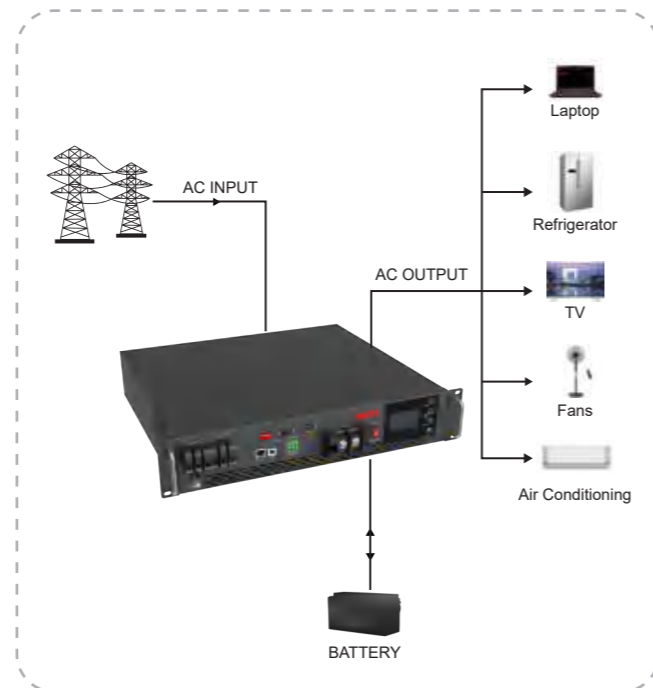 Laptop
AC INPUT
Refrigerator
AC OUTPUT
TV
Fans
Air Conditioning
BATTERY